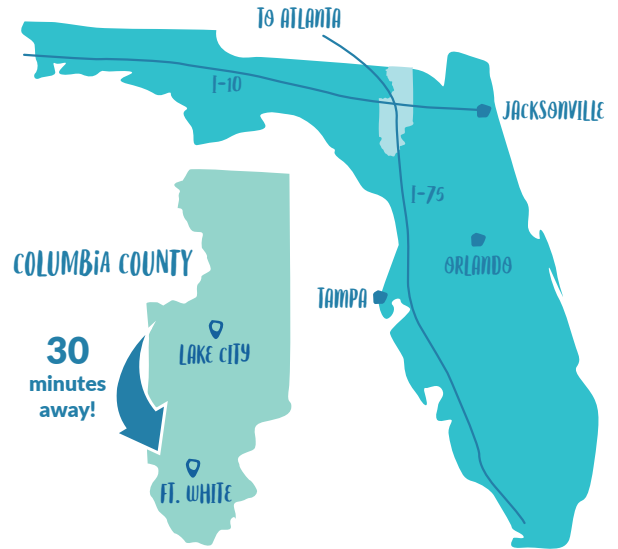 TO ATLANTA
I-10
JACKSONVILLE
I-75
ORLANDO
TAMPA
COLUMBiA COUNTY
LAKE CiTY
30
minutes
away!
FT. WHITE